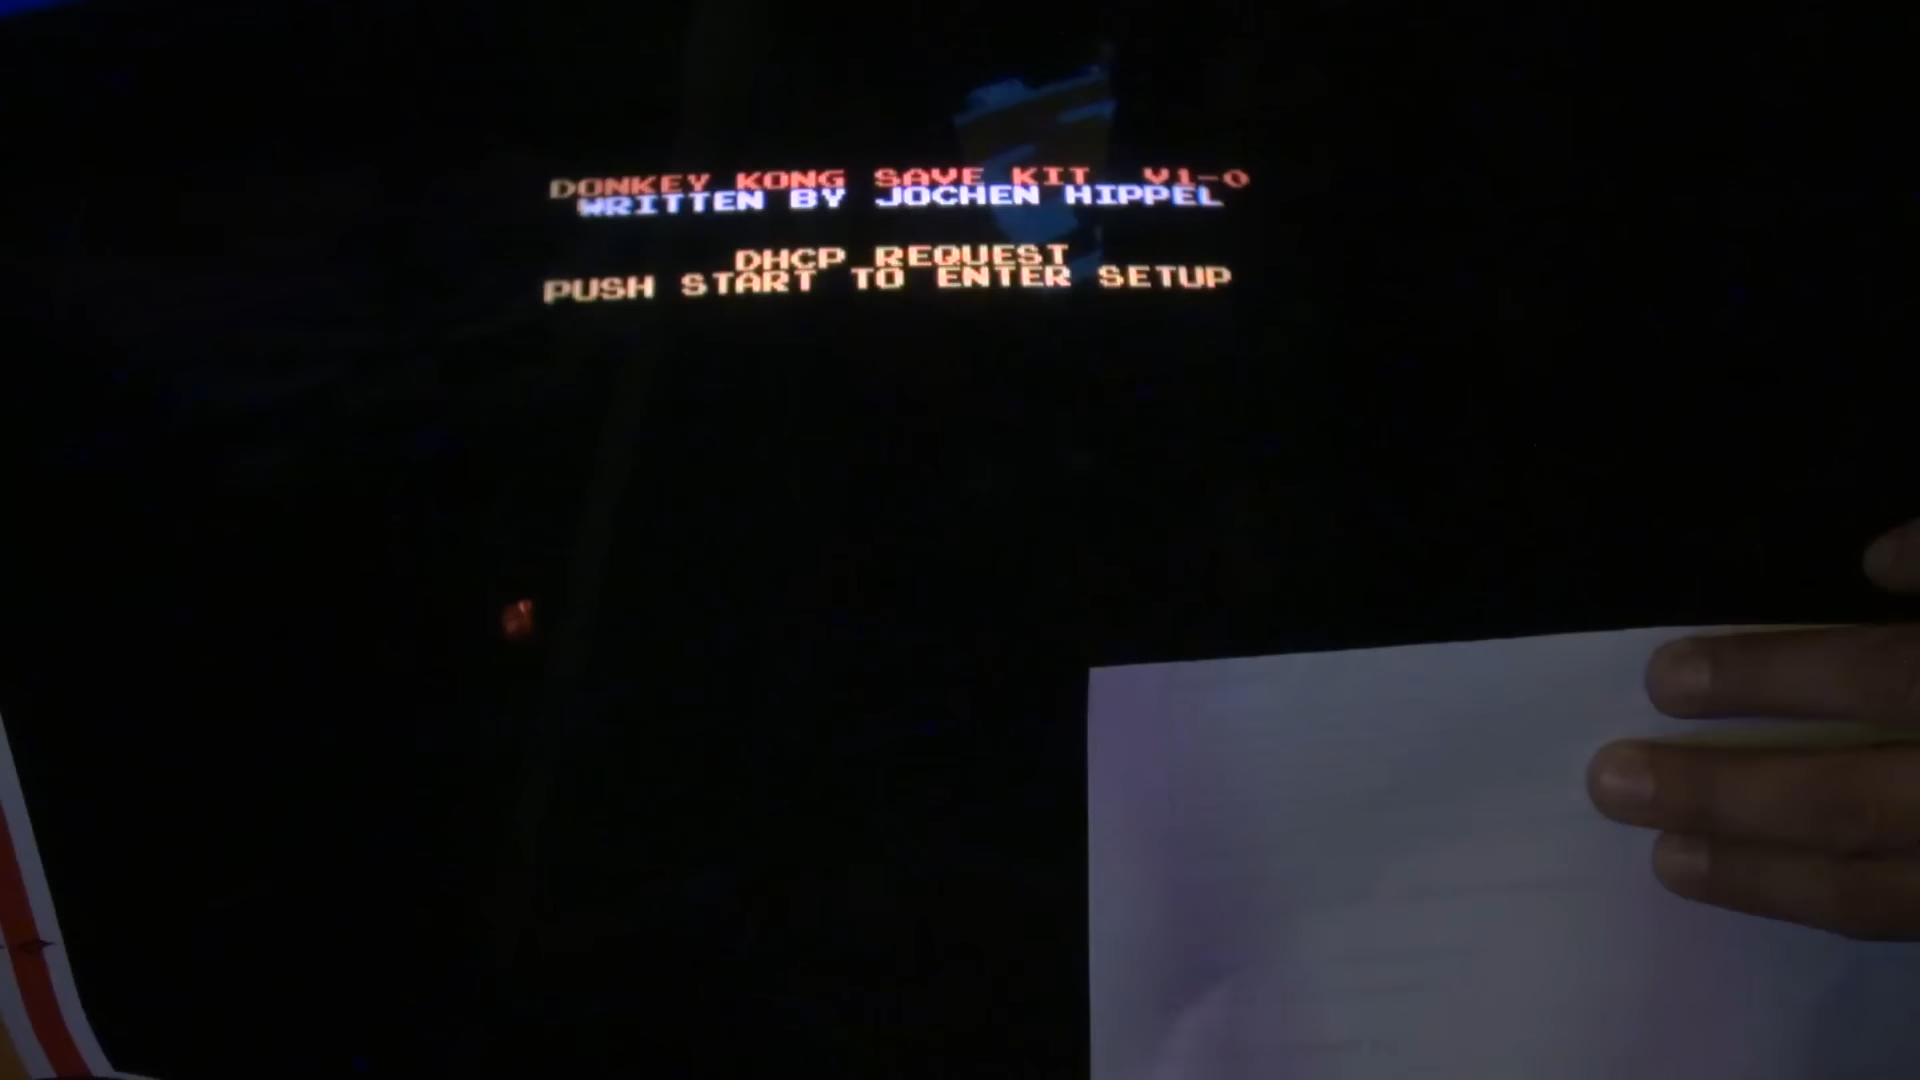 DONKEY KONG SAVE KIT V1-0
WRITTEN BY JOCHEN HIPPEL
DHCP REQUEST
PUSH START TO ENTER SETUP